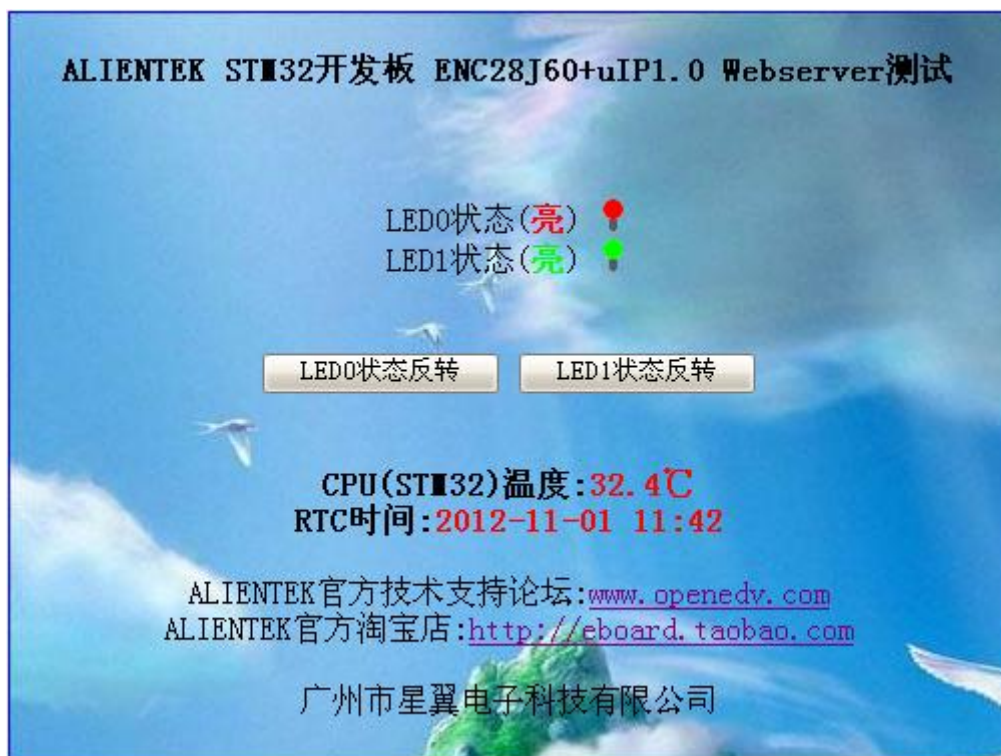 ALIENTEK STM32开发板 ENC28J60+uIP1.0 Webserver测试
LED0状态(亮)
LED1状态(亮)
LED0状态反转 LED1状态反转
CPU(STM32)温度:32.4℃
RTC时间:2012-11-01 11:42
ALIENTEK官方技术支持论坛:www.openedv.com
ALIENTEK官方淘宝店:http://eboard.taobao.com
广州市星翼电子科技有限公司